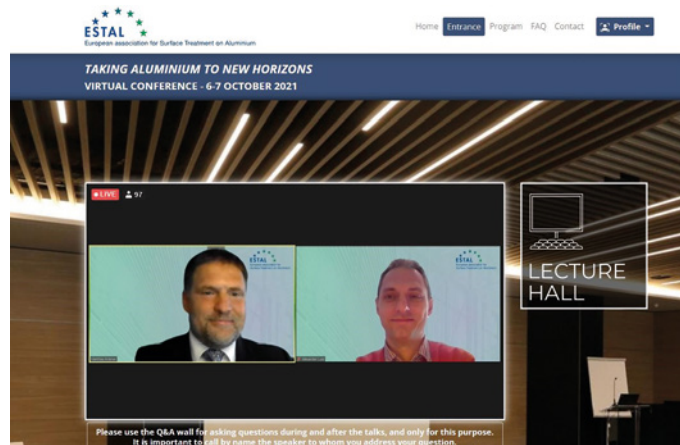 ESTAL
European association for Surface Treatment on Aluminium
Home Entrance Program FAQ Contact Profile
TAKING ALUMINIUM TO NEW HORIZONS
VIRTUAL CONFERENCE - 6-7 OCTOBER 2021
LIVE 97
ESTAL
ESTAL
LECTURE
HALL
Please use the Q&A wall for asking questions during and after the talks, and only for this purpose.
It is important to call by name the speaker to whom you address your question.